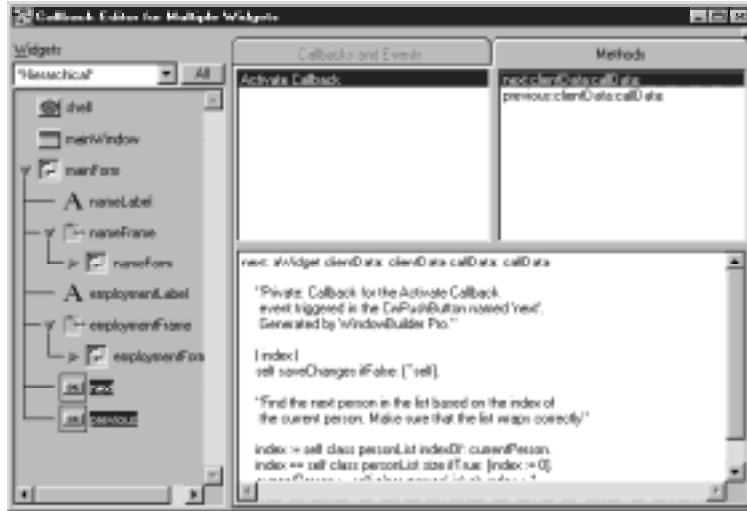 Callback Editor for Multiple Widgets
Widgets
"Hierarchical"
All
shell
mainWindow
mainForm
nameLabel
nameFrame
nameForm
employmentLabel
employmentFrame
employmentForm
next
previous
Callbacks and Events
Activate Callback
Methods
next:clientData:callData:
previous:clientData:callData:
next: aWidget clientData: clientData callData: callData
"Private: Callback for the Activate Callback
event triggered in the CwPushButton named 'next'.
Generated by WindowBuilder Pro."
| index |
self saveChanges ifFalse: [^self].
"Find the next person in the list based on the index of
the current person. Make sure that the list wraps correctly"
index := self class personList indexOf: currentPerson.
index == self class personList size ifTrue: [index := 0].